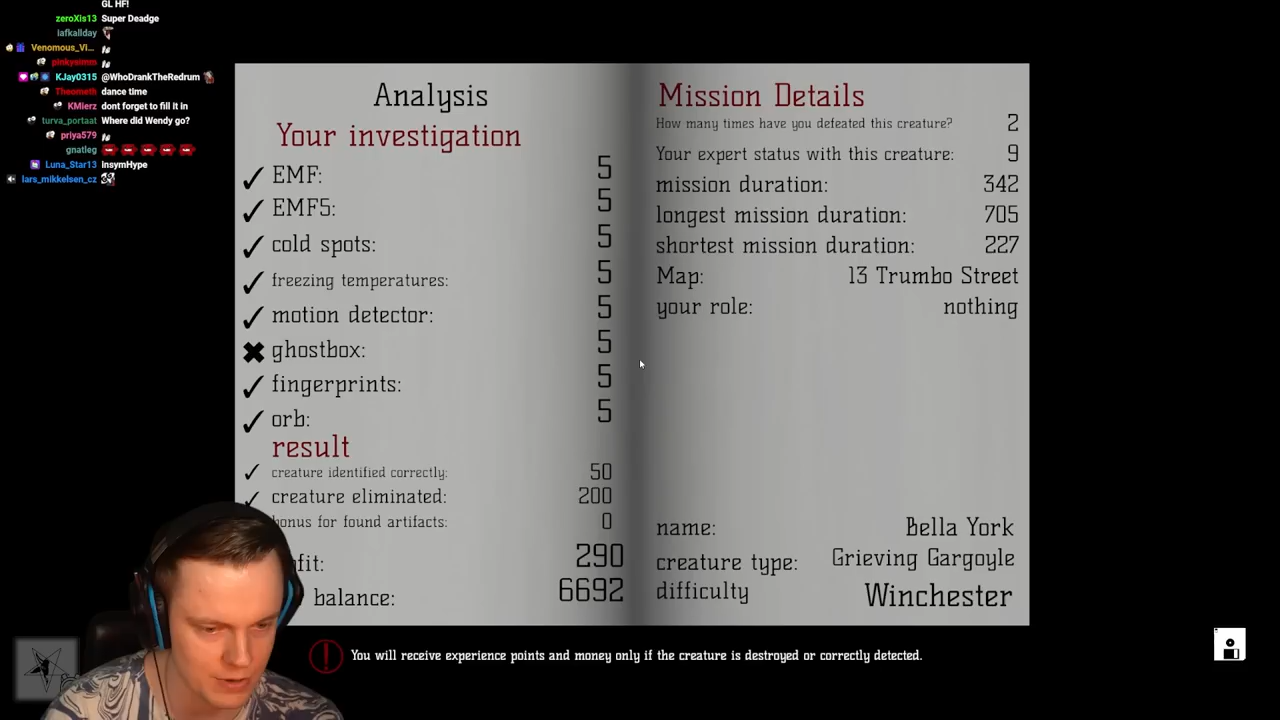 GL HF!
zeroXis13 Super Deadge
iafkallday
Venomous_Vi...
pinkysimm
KJay0315 @WhoDrankTheRedrum
Theometh dance time
KMierz dont forget to fill it in
turva_portaat Where did Wendy go?
priya579
gnatleg
Luna_Star13 insymHype
lars_mikkelsen_cz
Analysis
Your investigation
EMF: 5
EMF5: 5
cold spots: 5
freezing temperatures: 5
motion detector: 5
ghostbox: 5
fingerprints: 5
orb: 5
result
creature identified correctly: 50
creature eliminated: 200
bonus for found artifacts: 0
fit: 290
balance: 6692
Mission Details
How many times have you defeated this creature? 2
Your expert status with this creature: 9
mission duration: 342
longest mission duration: 705
shortest mission duration: 227
Map: 13 Trumbo Street
your role: nothing
name: Bella York
creature type: Grieving Gargoyle
difficulty Winchester
You will receive experience points and money only if the creature is destroyed or correctly detected.